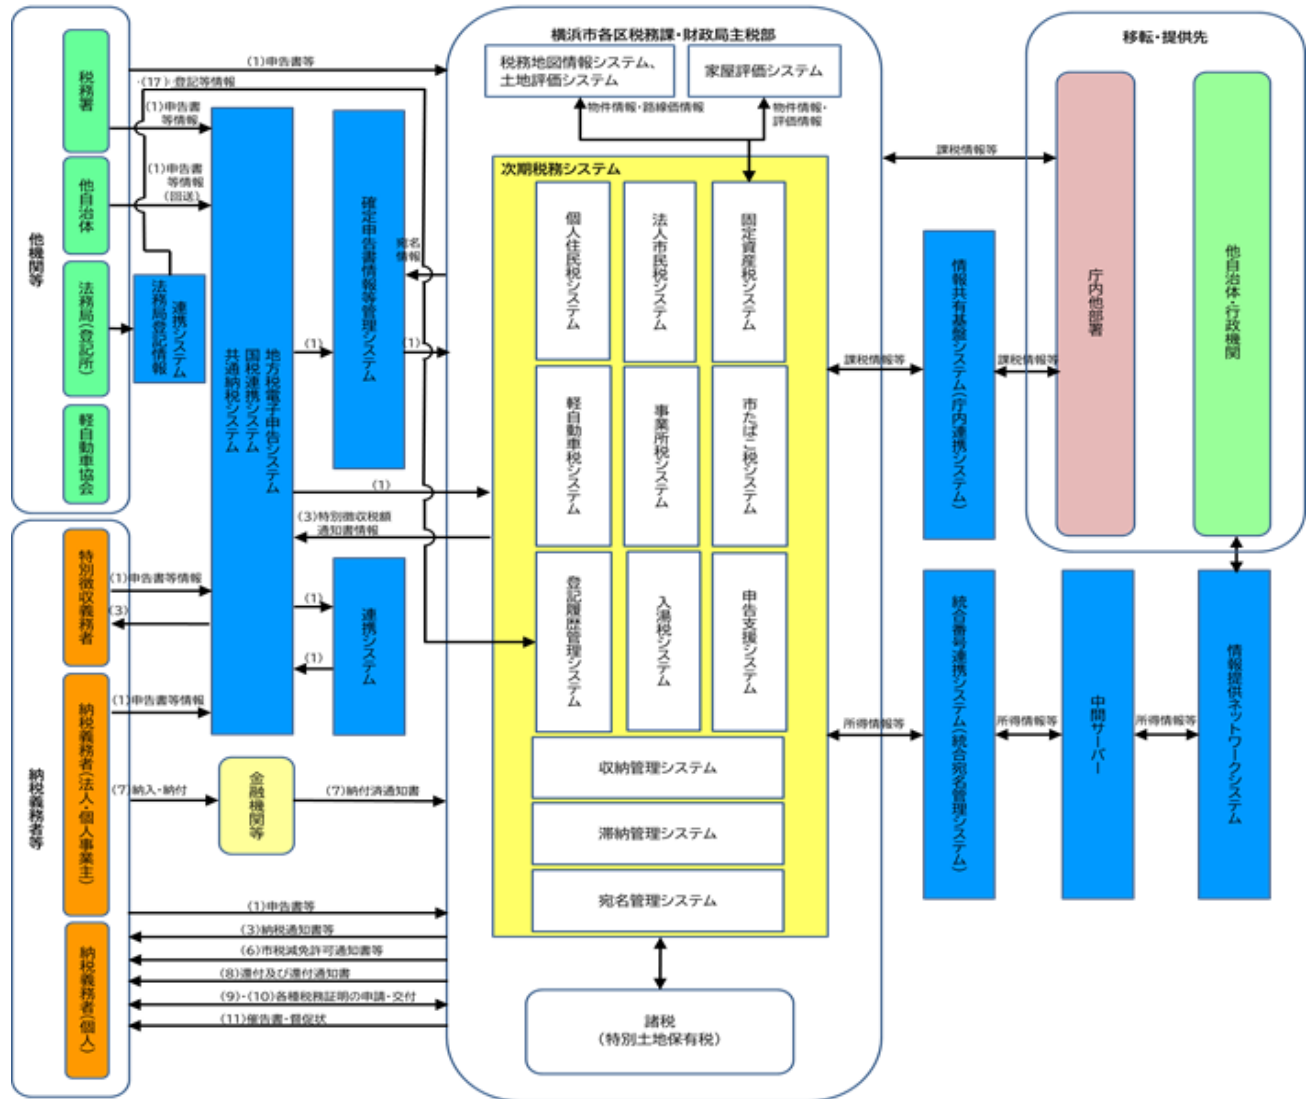 他機関等
税務署
他自治体
法務局(登記所)
軽自動車協会
納税義務者等
特別徴収義務者
納税義務者(法人・個人事業主)
納税義務者(個人)
(1)申告書等
(17)・登記等情報
(1)申告書
等情報
(1)申告書
等情報
(回送)
法務局登記情報
連携システム
地方税電子申告システム
国税連携システム
共通納税システム
確定申告書情報等管理システム
宛名
情報
(1)
(1)
(1)
(3)特別徴収税額
通知書情報
(1)申告書等情報
(3)
(1)
(1)
連携システム
(1)申告書等情報
(7)納入・納付
金融機関等
(7)納付済通知書
(1)申告書等
(3)納税通知書等
(6)市税減免許可通知書等
(8)還付及び還付通知書
(9)・(10)各種税務証明の申請・交付
(11)催告書・督促状
横浜市各区税務課・財政局主税部
税務地図情報システム、
土地評価システム
家屋評価システム
物件情報・路線価情報
物件情報・
評価情報
次期税務システム
個人住民税システム
法人市民税システム
固定資産税システム
軽自動車税システム
事業所税システム
市たばこ税システム
登記履歴管理システム
入湯税システム
申告支援システム
収納管理システム
滞納管理システム
宛名管理システム
諸税
(特別土地保有税)
移転・提供先
庁内他部署
他自治体・行政機関
課税情報等
課税情報等
情報共有基盤システム(庁内連携システム)
課税情報等
所得情報等
統合番号連携システム(統合宛名管理システム)
所得情報等
中間サーバー
所得情報等
情報提供ネットワークシステム